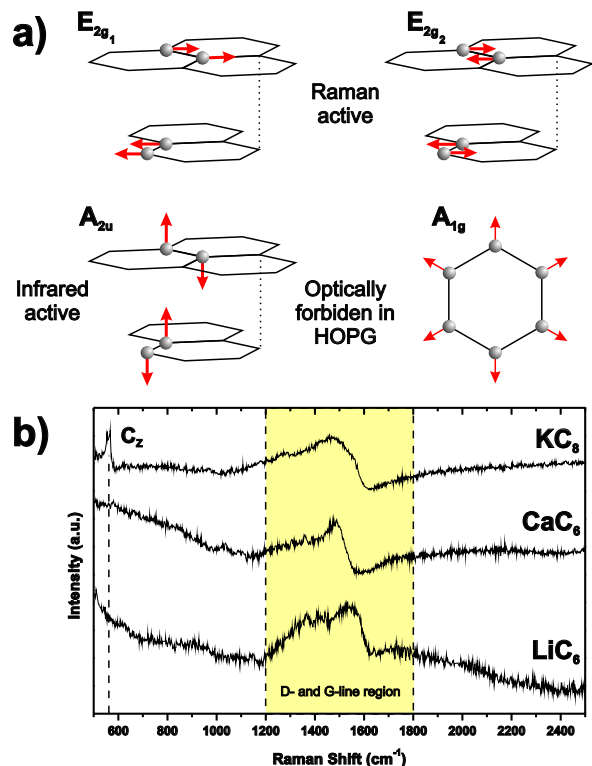 a)
E2g1
E2g2
Raman
active
A2u
A1g
Infrared
active
Optically
forbiden in
HOPG
b)
Cz
KC8
CaC6
LiC6
D- and G-line region
Intensity (a.u.)
600 800 1000 1200 1400 1600 1800 2000 2200 2400
Raman Shift (cm-1)